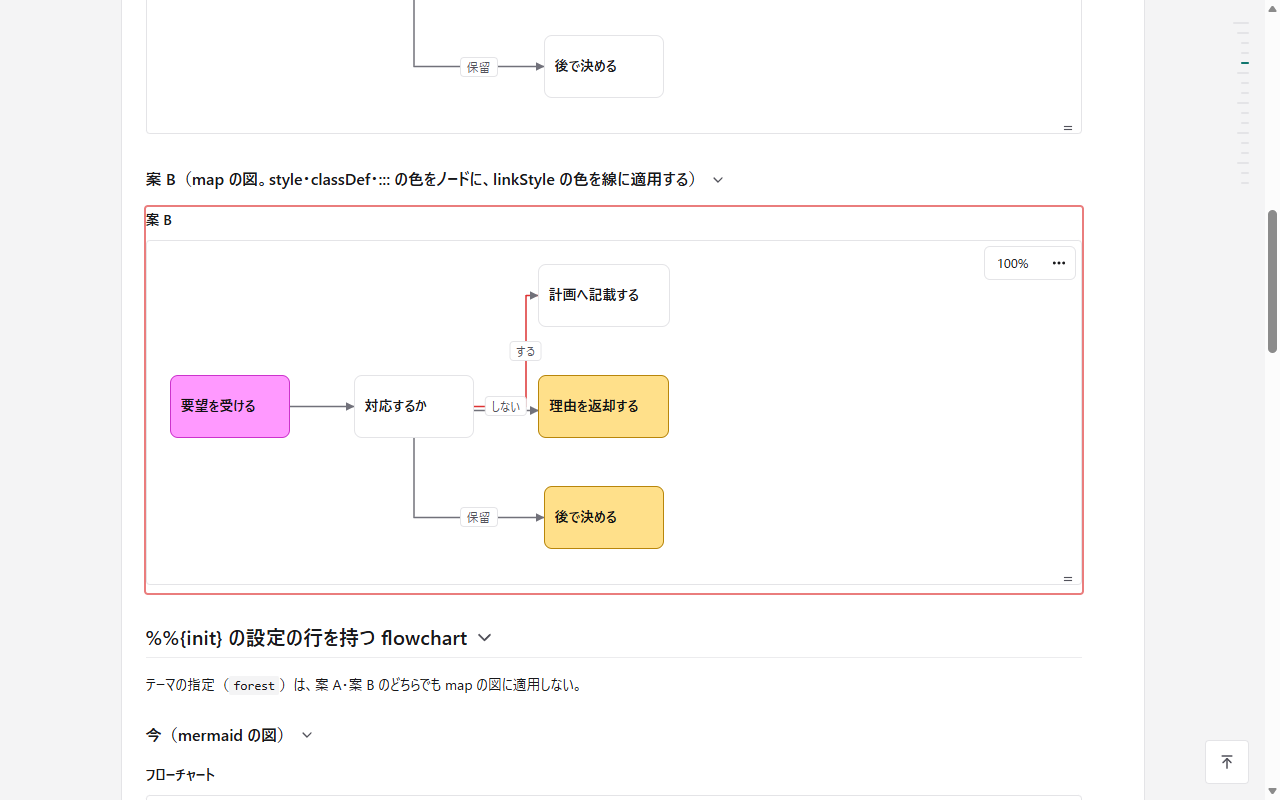 保留
後で決める
案 B（map の図。style・classDef・::: の色をノードに、linkStyle の色を線に適用する）
案 B
100%
計画へ記載する
する
要望を受ける
対応するか
しない
理由を返却する
保留
後で決める
%%{init} の設定の行を持つ flowchart
テーマの指定（forest）は、案 A・案 B のどちらでも map の図に適用しない。
今（mermaid の図）
フローチャート